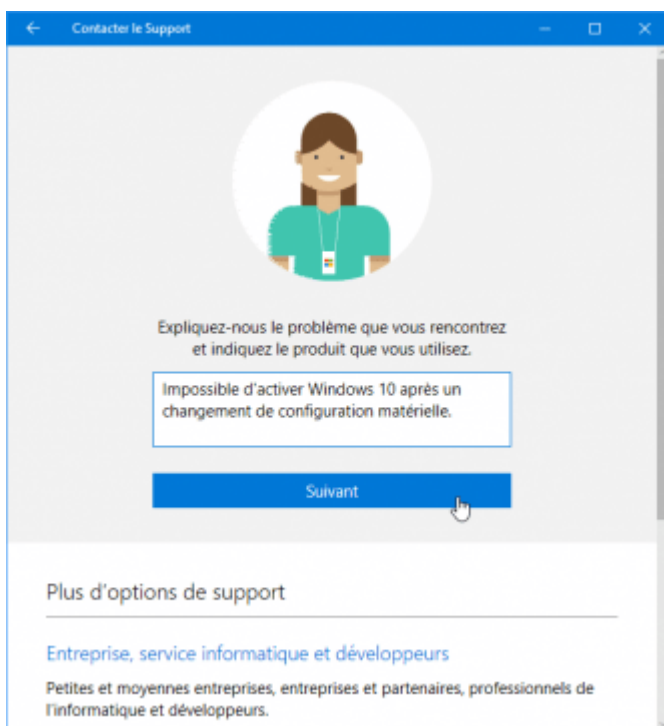 Contacter le Support
Expliquez-nous le problème que vous rencontrez
et indiquez le produit que vous utilisez.
Impossible d'activer Windows 10 après un
changement de configuration matérielle.
Suivant
Plus d'options de support
Entreprise, service informatique et développeurs
Petites et moyennes entreprises, entreprises et partenaires, professionnels de
l'informatique et développeurs.